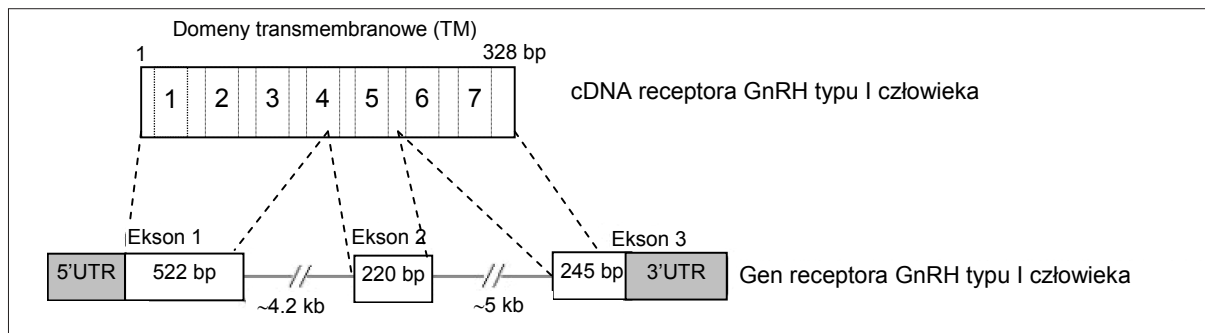 Domeny transmembranowe (TM)
1 328 bp
1 2 3 4 5 6 7
cDNA receptora GnRH typu I człowieka
Ekson 1 Ekson 2 Ekson 3
5’UTR 522 bp 220 bp 245 bp 3’UTR
Gen receptora GnRH typu I człowieka
~4.2 kb ~5 kb